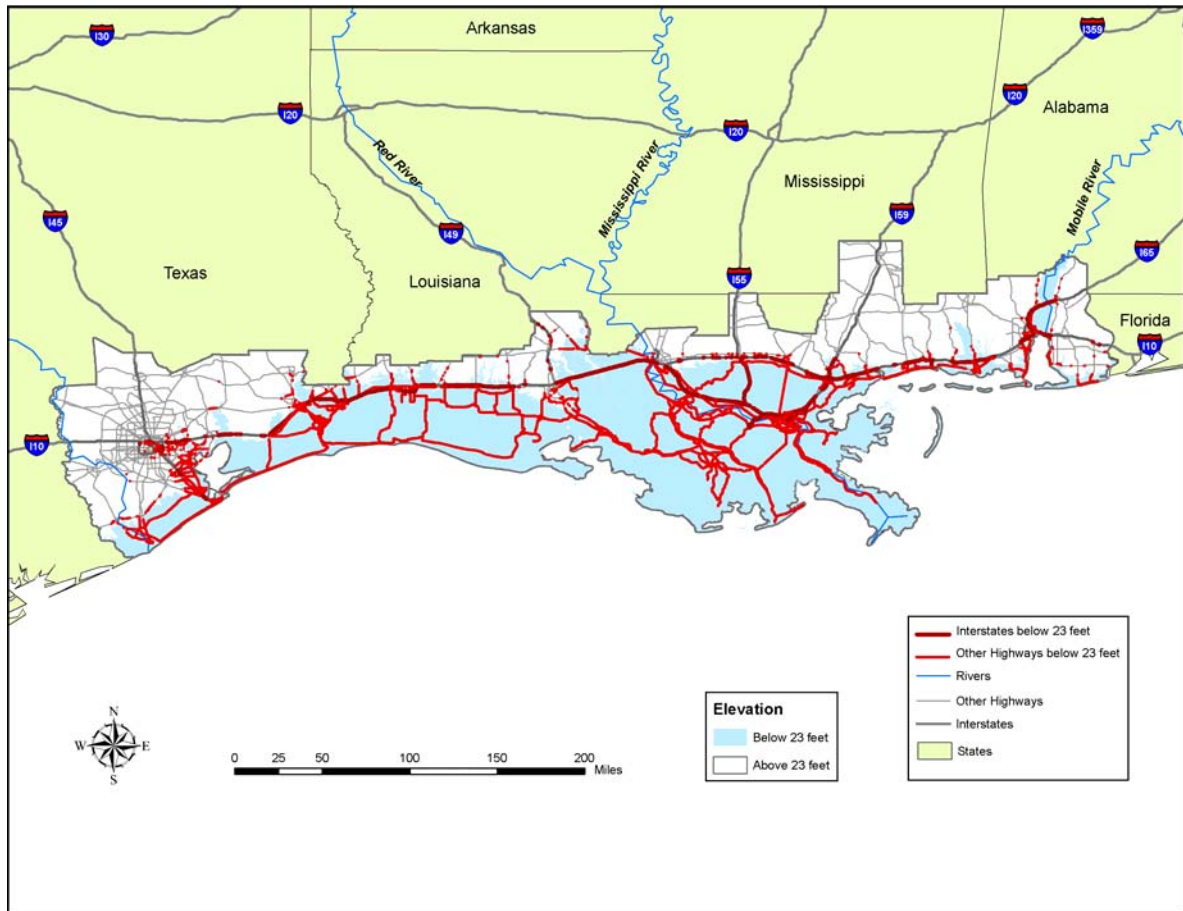 Arkansas
I30
I359
I20
I20
I20
Alabama
Red River
Mississippi River
Mississippi
Mobile River
I45
I49
I59
I65
Texas
Louisiana
I55
Florida
I10
I10
Interstates below 23 feet
Other Highways below 23 feet
Rivers
Other Highways
Interstates
States
Elevation
Below 23 feet
Above 23 feet
N
W E
S
0 25 50 100 150 200
Miles